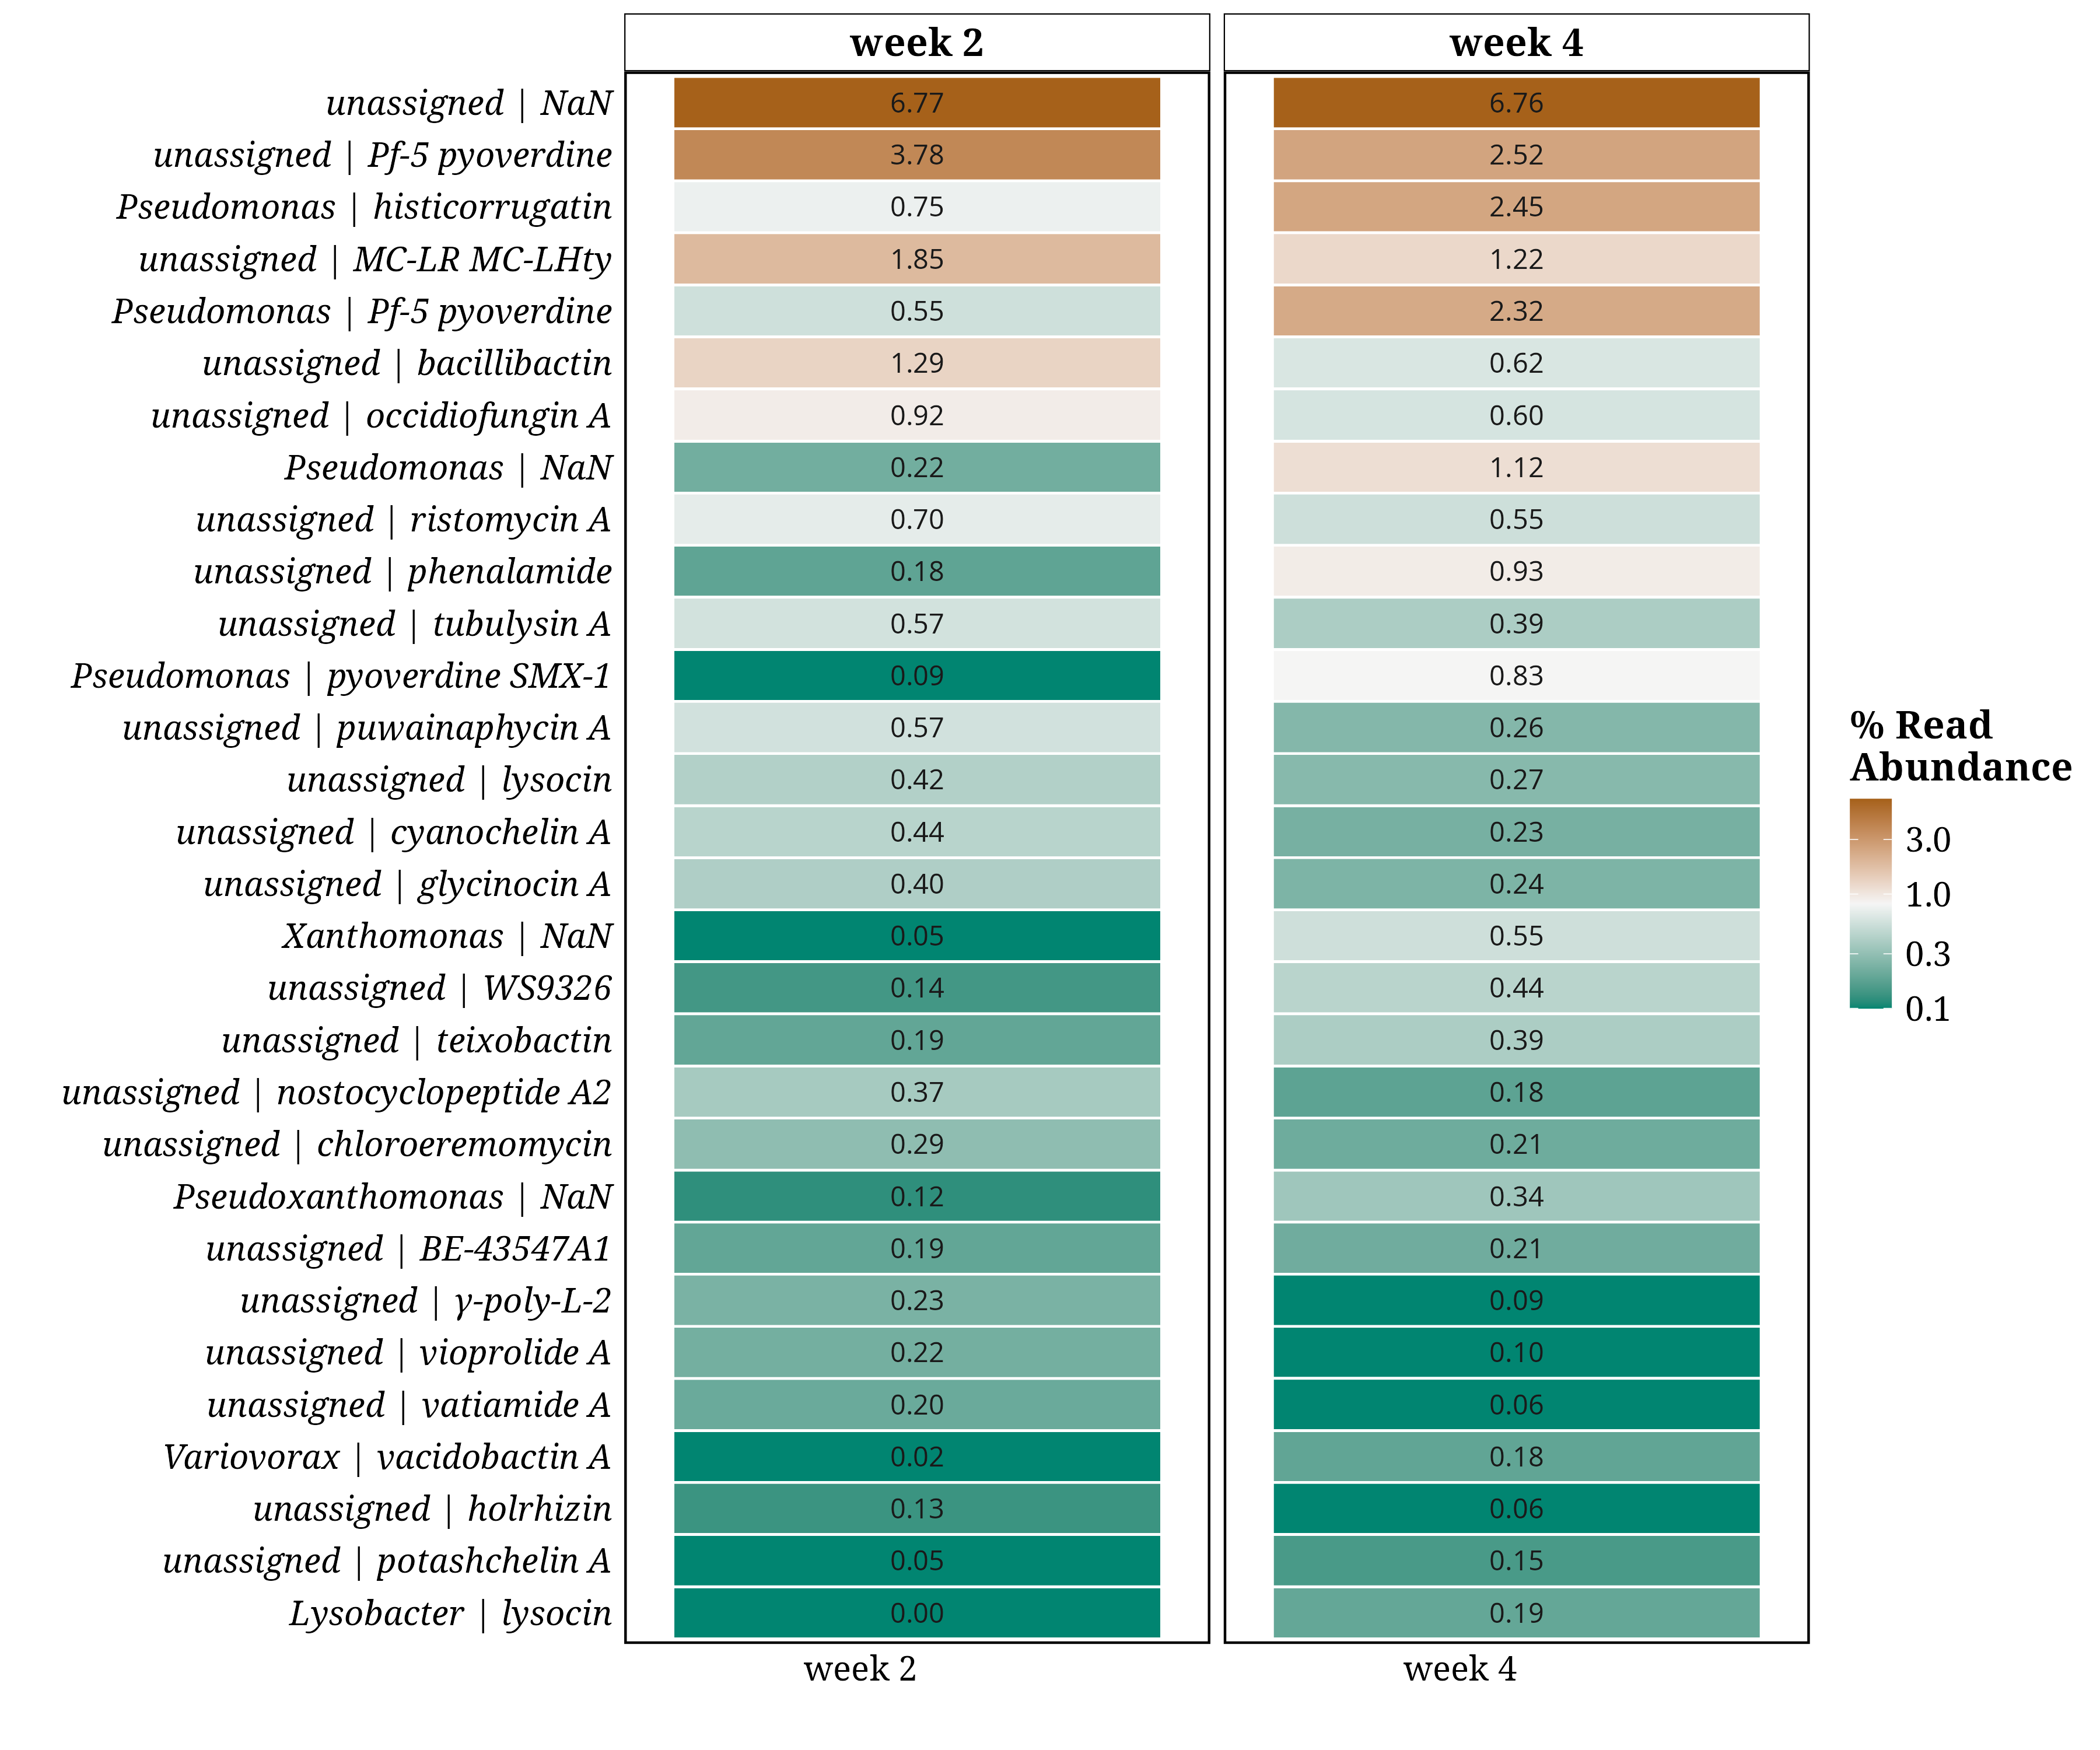 week 2 week 4
unassigned | NaN 6.77 6.76
unassigned | Pf-5 pyoverdine 3.78 2.52
Pseudomonas | histicorrugatin 0.75 2.45
unassigned | MC-LR MC-LHty 1.85 1.22
Pseudomonas | Pf-5 pyoverdine 0.55 2.32
unassigned | bacillibactin 1.29 0.62
unassigned | occidiofungin A 0.92 0.60
Pseudomonas | NaN 0.22 1.12
unassigned | ristomycin A 0.70 0.55
unassigned | phenalamide 0.18 0.93
unassigned | tubulysin A 0.57 0.39
Pseudomonas | pyoverdine SMX-1 0.09 0.83
unassigned | puwainaphycin A 0.57 0.26
unassigned | lysocin 0.42 0.27
unassigned | cyanochelin A 0.44 0.23
unassigned | glycinocin A 0.40 0.24
Xanthomonas | NaN 0.05 0.55
unassigned | WS9326 0.14 0.44
unassigned | teixobactin 0.19 0.39
unassigned | nostocyclopeptide A2 0.37 0.18
unassigned | chloroeremomycin 0.29 0.21
Pseudoxanthomonas | NaN 0.12 0.34
unassigned | BE-43547A1 0.19 0.21
unassigned | γ-poly-L-2 0.23 0.09
unassigned | vioprolide A 0.22 0.10
unassigned | vatiamide A 0.20 0.06
Variovorax | vacidobactin A 0.02 0.18
unassigned | holrhizin 0.13 0.06
unassigned | potashchelin A 0.05 0.15
Lysobacter | lysocin 0.00 0.19
week 2 week 4
% Read
Abundance
3.0
1.0
0.3
0.1